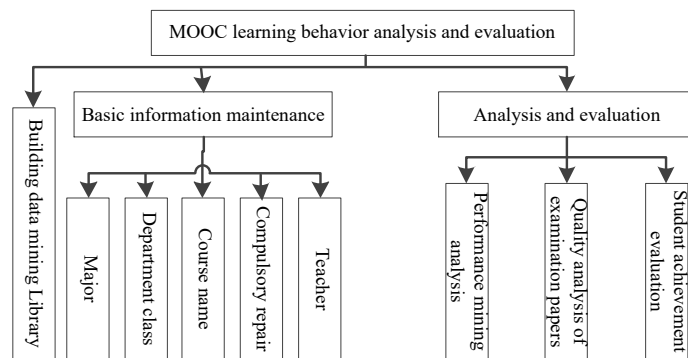 MOOC learning behavior analysis and evaluation
Building data mining Library
Basic information maintenance
Analysis and evaluation
Major
Department class
Course name
Compulsory repair
Teacher
Performance mining
analysis
Quality analysis of
examination papers
Student achievement
evaluation